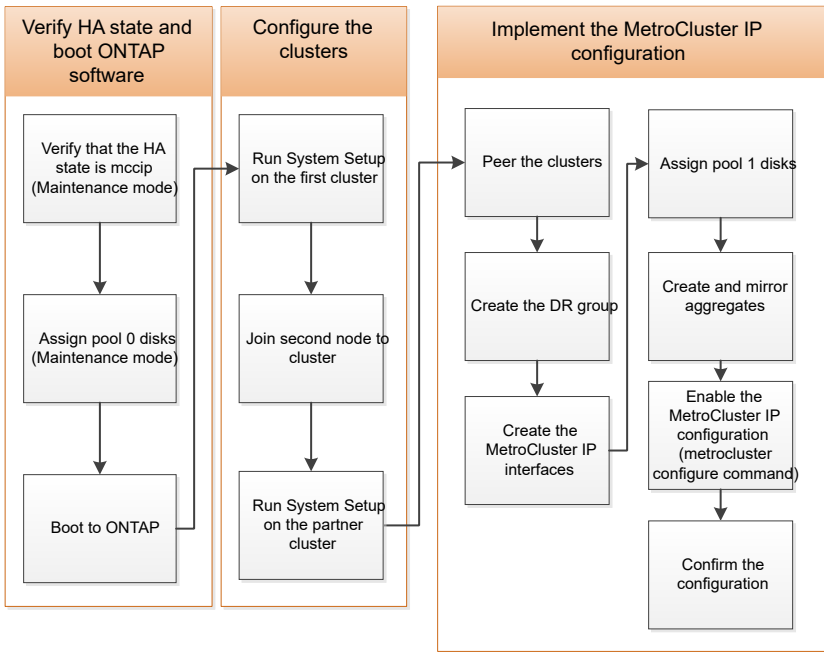 Verify HA state and
boot ONTAP
software
Verify that the HA
state is mccip
(Maintenance mode)
Assign pool 0 disks
(Maintenance mode)
Boot to ONTAP
Configure the
clusters
Run System Setup
on the first cluster
Join second node to
cluster
Run System Setup
on the partner
cluster
Implement the MetroCluster IP
configuration
Peer the clusters
Create the DR group
Create the
MetroCluster IP
interfaces
Assign pool 1 disks
Create and mirror
aggregates
Enable the
MetroCluster IP
configuration
(metrocluster
configure command)
Confirm the
configuration